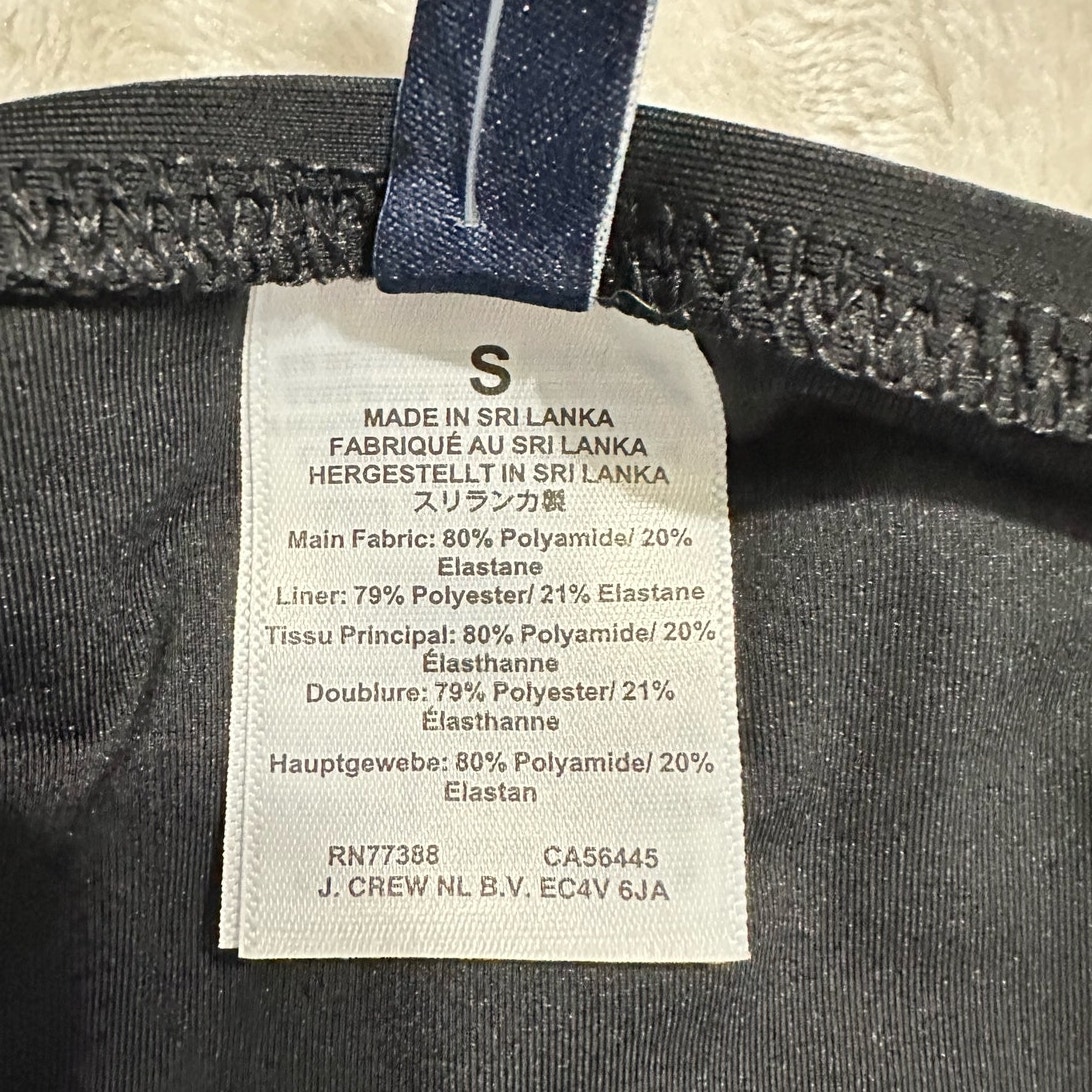 S
MADE IN SRI LANKA
FABRIQUÉ AU SRI LANKA
HERGESTELLT IN SRI LANKA
スリランカ製
Main Fabric: 80% Polyamide/ 20%
Elastane
Liner: 79% Polyester/ 21% Elastane
Tissu Principal: 80% Polyamide/ 20%
Élasthanne
Doublure: 79% Polyester/ 21%
Élasthanne
Hauptgewebe: 80% Polyamide/ 20%
Elastan
RN77388 CA56445
J. CREW NL B.V. EC4V 6JA